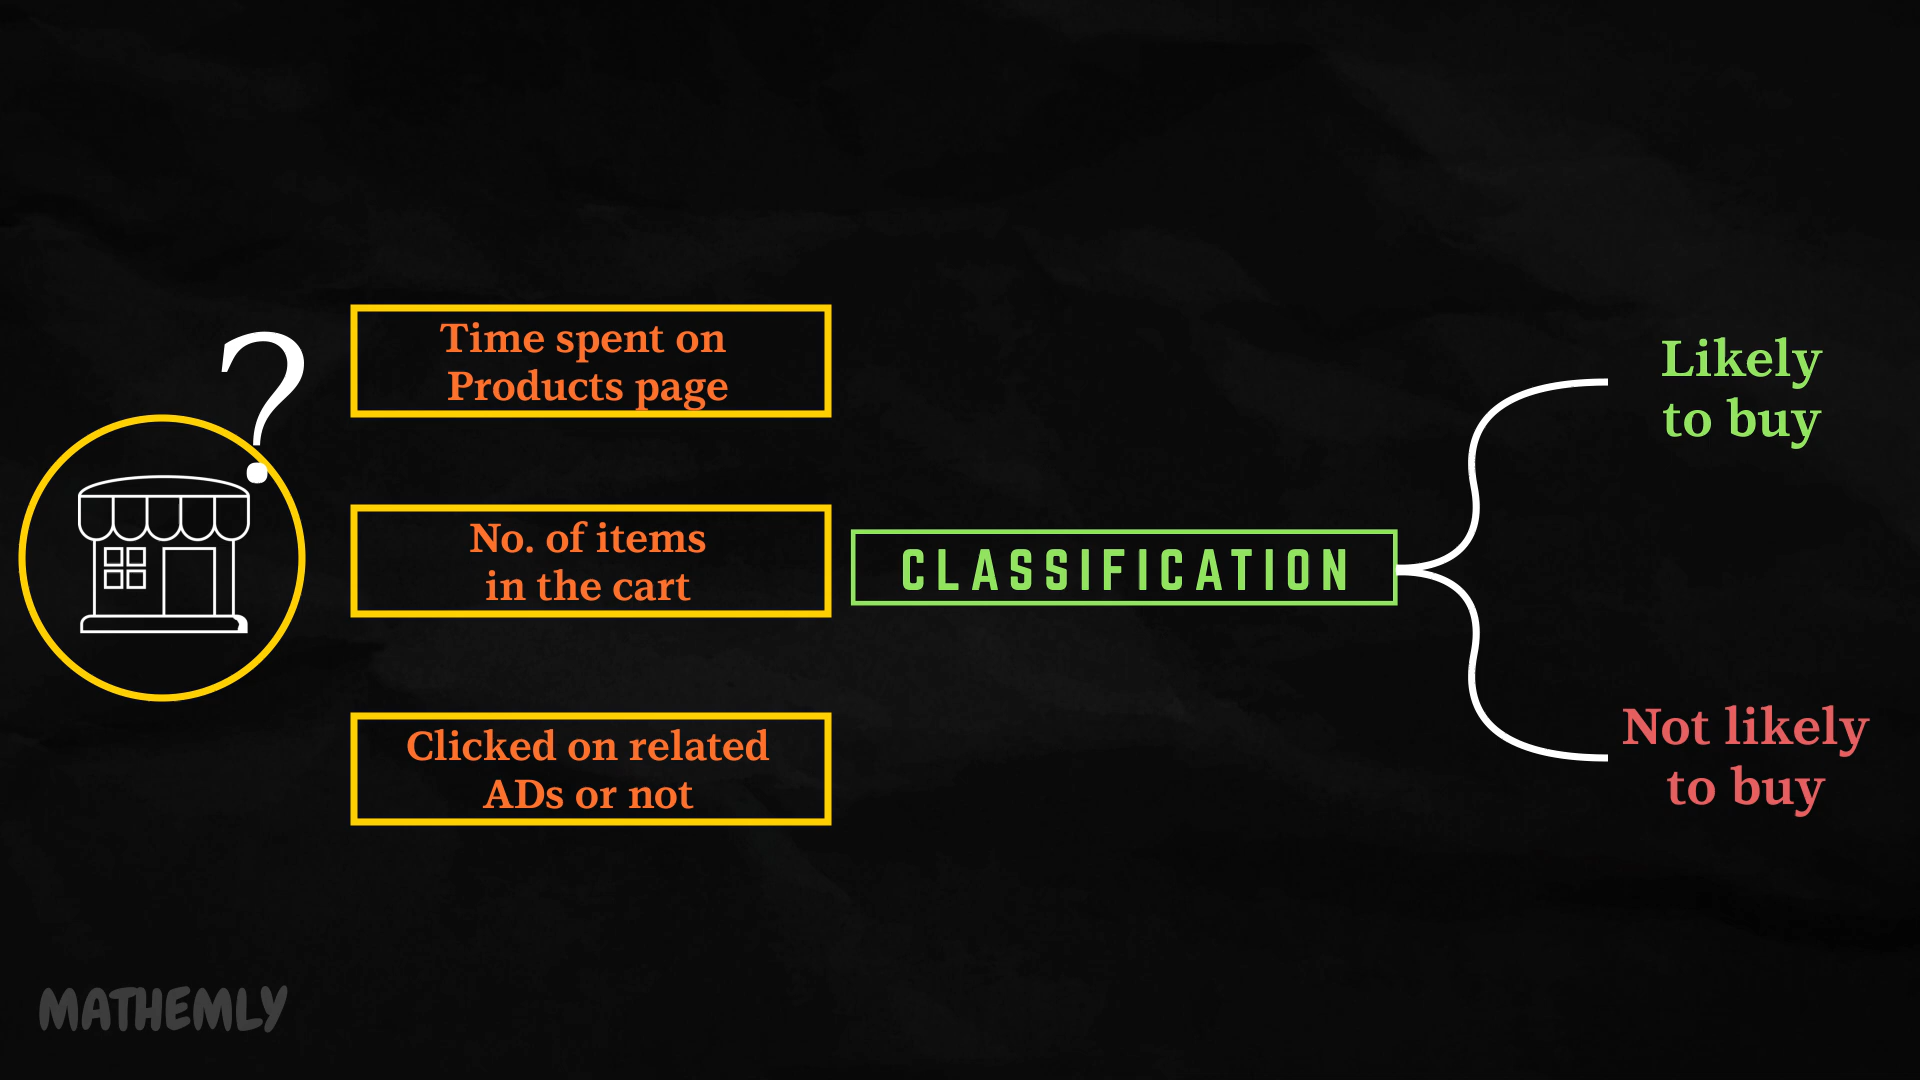 ?
Time spent on
Products page
No. of items
in the cart
Clicked on related
ADs or not
CLASSIFICATION
Likely
to buy
Not likely
to buy
MATHEMLY